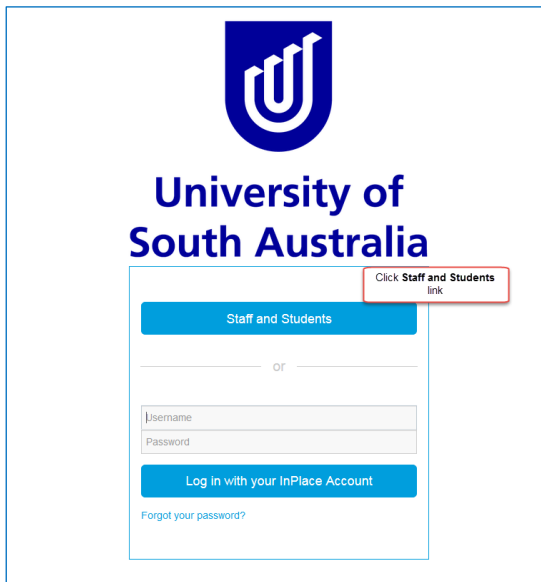 University of
South Australia
Click Staff and Students
link
Staff and Students
or
Username
Password
Log in with your InPlace Account
Forgot your password?